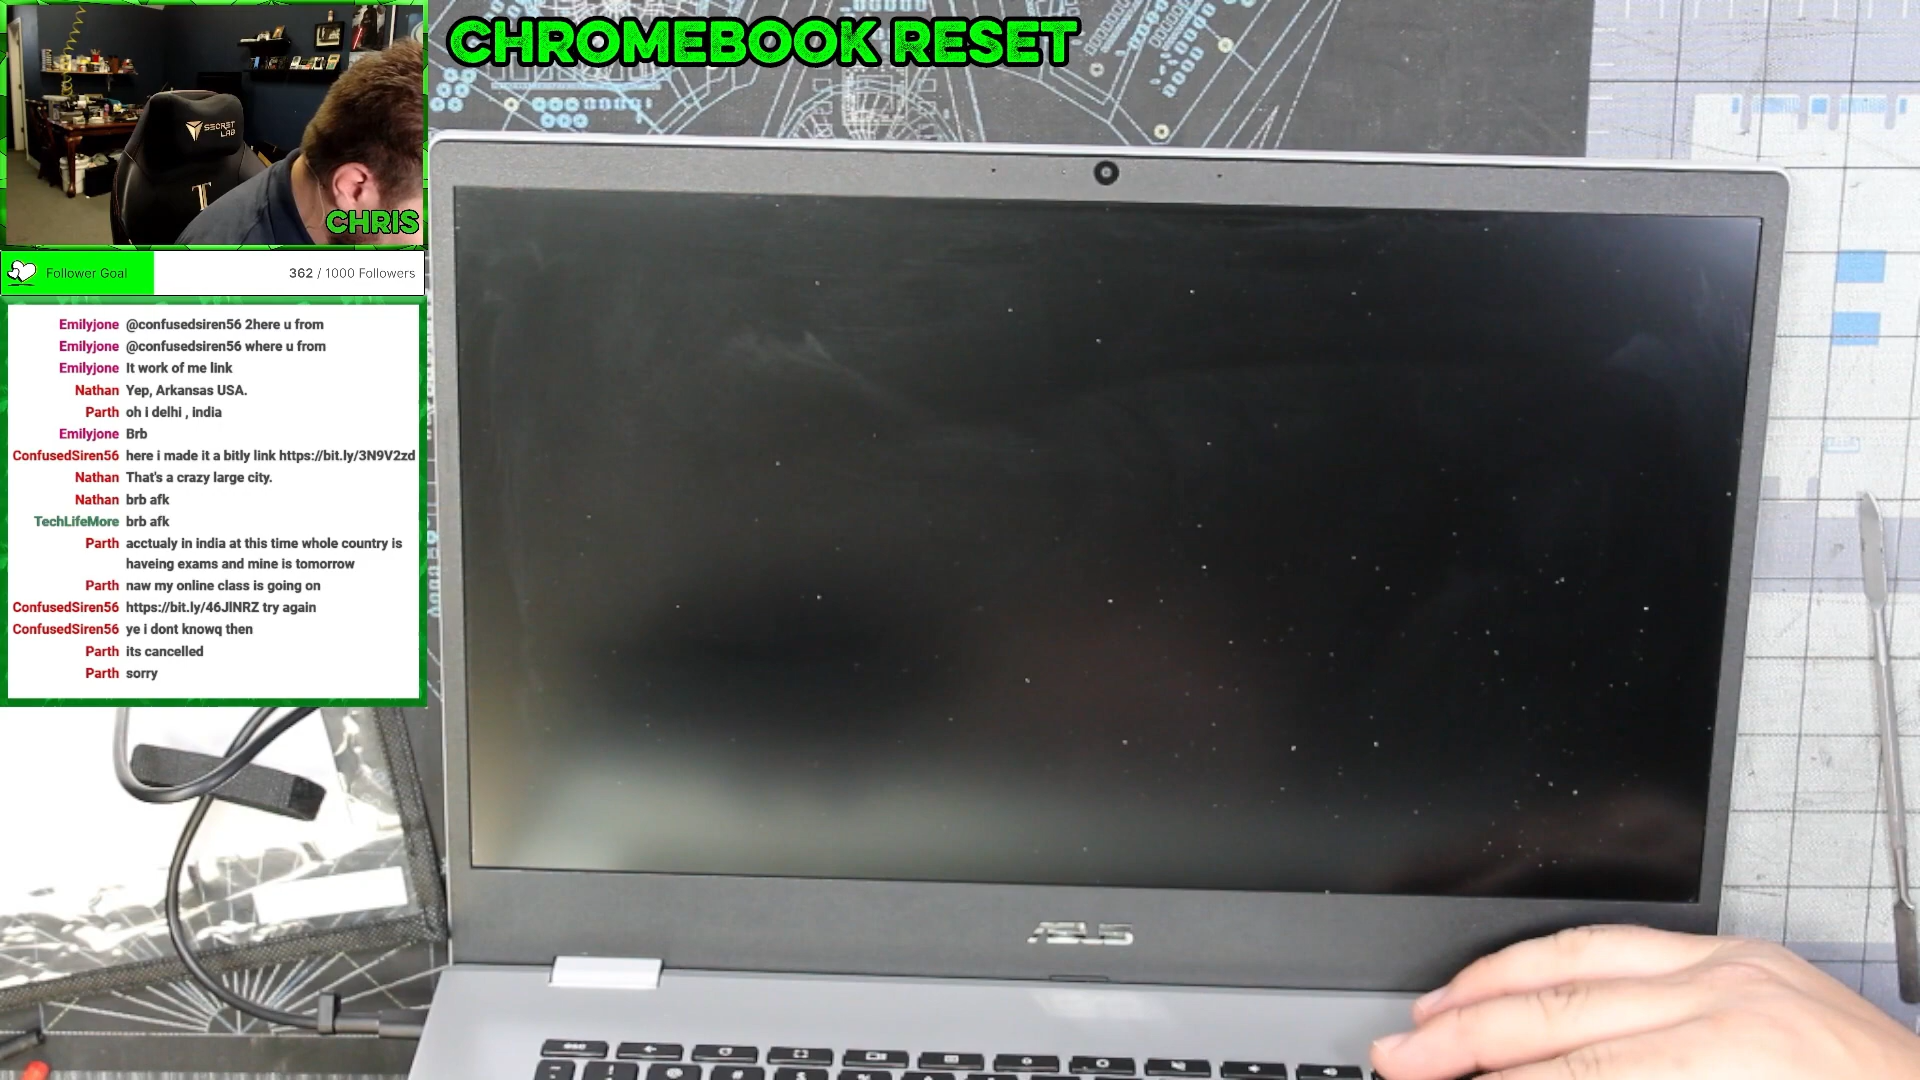 CHROMEBOOK RESET
SECRET
LAB
CHRIS
Follower Goal
362 / 1000 Followers
Emilyjone @confusedsiren56 2here u from
Emilyjone @confusedsiren56 where u from
Emilyjone It work of me link
Nathan Yep, Arkansas USA.
Parth oh i delhi , india
Emilyjone Brb
ConfusedSiren56 here i made it a bitly link https://bit.ly/3N9V2zd
Nathan That's a crazy large city.
Nathan brb afk
TechLifeMore brb afk
Parth acctualy in india at this time whole country is
haveing exams and mine is tomorrow
Parth naw my online class is going on
ConfusedSiren56 https://bit.ly/46JlNRZ try again
ConfusedSiren56 ye i dont knowq then
Parth its cancelled
Parth sorry
ASUS
esc
! @ # $ %